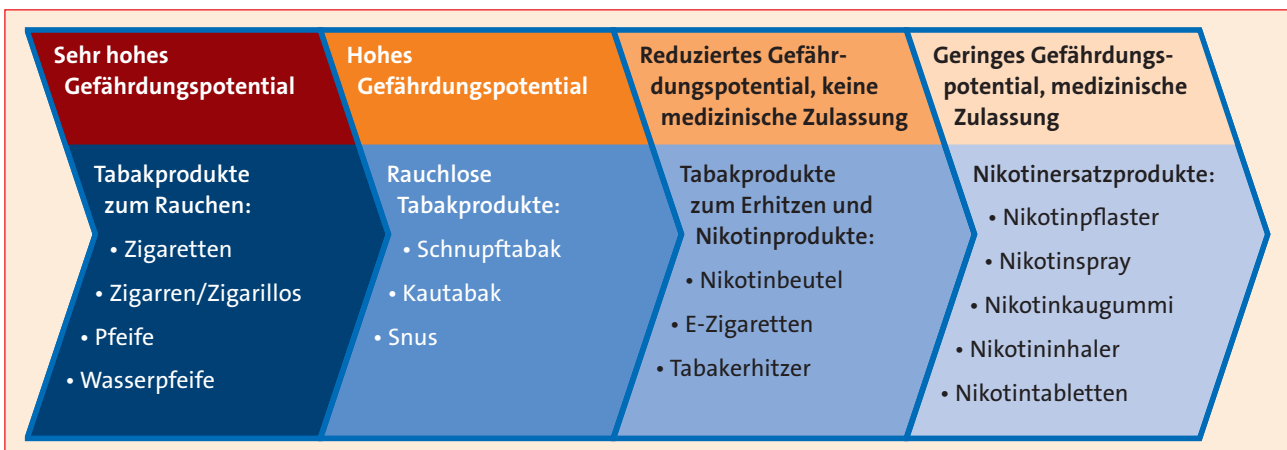 Sehr hohes
Gefährdungspotential
Tabakprodukte
zum Rauchen:
• Zigaretten
• Zigarren/Zigarillos
• Pfeife
• Wasserpfeife
Hohes
Gefährdungspotential
Rauchlose
Tabakprodukte:
• Schnupftabak
• Kautabak
• Snus
Reduziertes Gefähr-
dungspotential, keine
medizinische Zulassung
Tabakprodukte
zum Erhitzen und
Nikotinprodukte:
• Nikotinbeutel
• E-Zigaretten
• Tabakerhitzer
Geringes Gefährdungs-
potential, medizinische
Zulassung
Nikotinersatzprodukte:
• Nikotinpflaster
• Nikotinspray
• Nikotinkaugummi
• Nikotininhaler
• Nikotintabletten